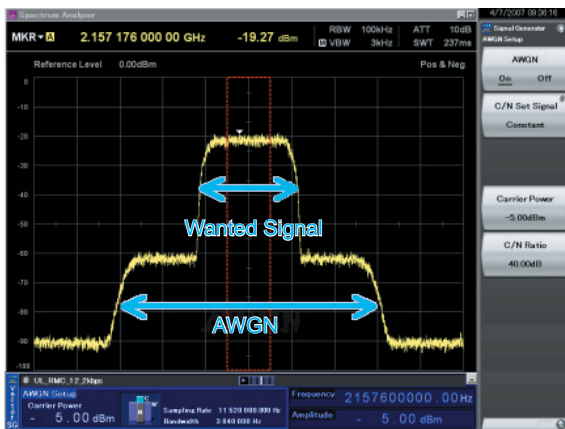 Spectrum Analyzer
4/7/2007 09:36:16
MKR 2.157 176 000 00 GHz -19.27 dBm
RBW 100kHz ATT 10dB
VBW 3kHz SWT 237ms
Reference Level 0.00dBm Pos & Neg
0
-10
-20
-30
-40
-50
-60
-70
-80
-90
-100
Wanted Signal
AWGN
Signal Generator
AWGN Setup
AWGN
On Off
C/N Set Signal
Constant
Carrier Power
-5.00dBm
C/N Ratio
40.00dB
Vector SG
UL_RMC_12_2kbps
AWGN Setup
Carrier Power
- 5.00 dBm
Sampling Rate 11 520 000.000 Hz
Bandwidth 3 840 000 Hz
Frequency 2157600000.00Hz
Amplitude - 5.00 dBm